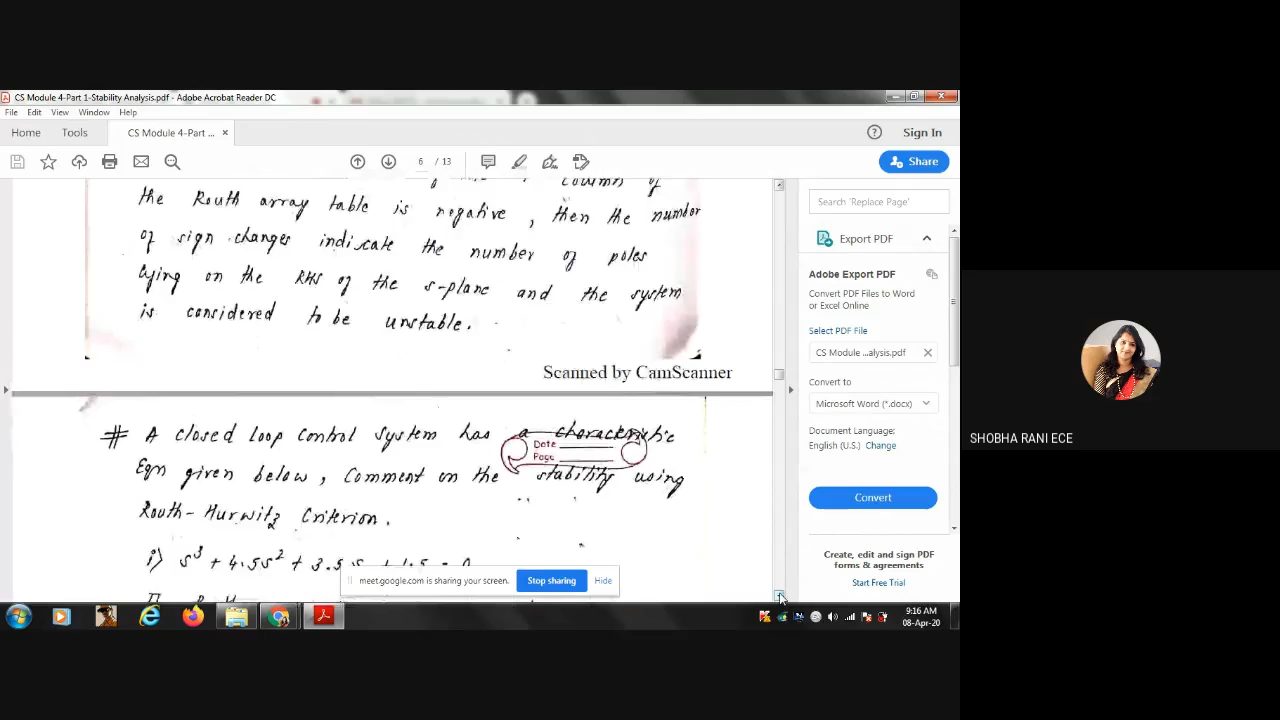 CS Module 4-Part 1-Stability Analysis.pdf - Adobe Acrobat Reader DC
File Edit View Window Help
Home Tools CS Module 4-Part ... × Sign In
6 / 13 Share
column of
the Routh array table is negative, then the number
of sign changes indicate the number of poles
lying on the RHS of the s-plane and the system
is considered to be unstable.
Scanned by CamScanner
# A closed loop control system has a characteristic
Date
Page
Eqn given below, Comment on the stability using
Routh-Hurwitz Criterion.
i) s³ + 4.5s² + 3.5s
meet.google.com is sharing your screen. Stop sharing Hide
Search 'Replace Page'
Export PDF
Adobe Export PDF
Convert PDF Files to Word
or Excel Online
Select PDF File
CS Module ...alysis.pdf ×
Convert to
Microsoft Word (*.docx)
Document Language:
English (U.S.) Change
Convert
Create, edit and sign PDF
forms & agreements
Start Free Trial
9:16 AM
08-Apr-20
SHOBHA RANI ECE